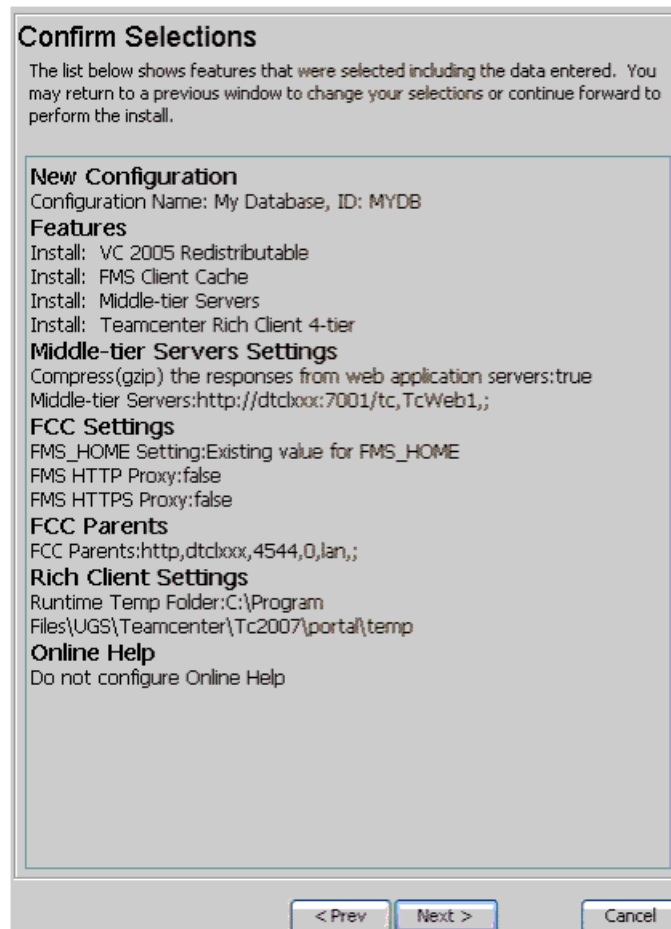 Confirm Selections
The list below shows features that were selected including the data entered. You
may return to a previous window to change your selections or continue forward to
perform the install.
New Configuration
Configuration Name: My Database, ID: MYDB
Features
Install: VC 2005 Redistributable
Install: FMS Client Cache
Install: Middle-tier Servers
Install: Teamcenter Rich Client 4-tier
Middle-tier Servers Settings
Compress(gzip) the responses from web application servers:true
Middle-tier Servers:http://dtclxxx:7001/tc,TcWeb1,;
FCC Settings
FMS_HOME Setting:Existing value for FMS_HOME
FMS HTTP Proxy:false
FMS HTTPS Proxy:false
FCC Parents
FCC Parents:http,dtclxxx,4544,0,lan,;
Rich Client Settings
Runtime Temp Folder:C:\Program
Files\UGS\Teamcenter\Tc2007\portal\temp
Online Help
Do not configure Online Help
< Prev Next > Cancel